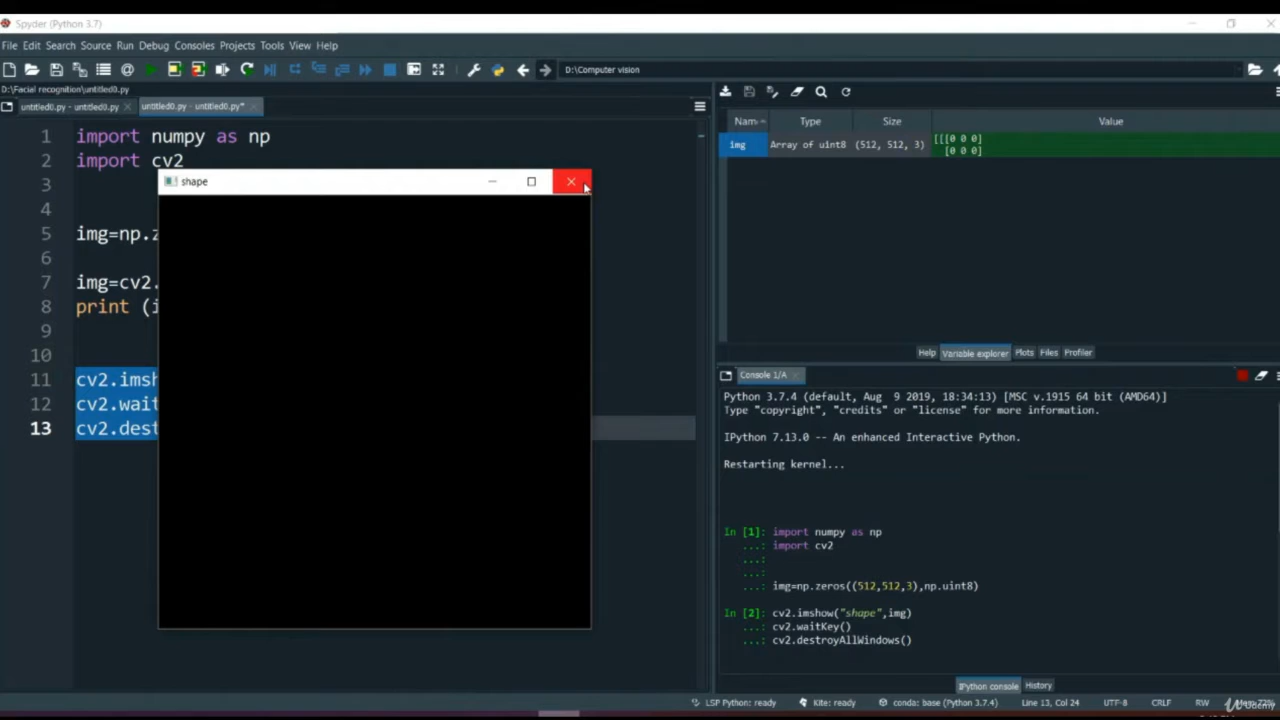 Spyder (Python 3.7)
File Edit Search Source Run Debug Consoles Projects Tools View Help
D:\Computer vision
D:\Facial recognition\untitled0.py
untitled0.py - untitled0.py
untitled0.py - untitled0.py*
1 import numpy as np
2 import cv2
3
4
5 img=np.z
6
7 img=cv2.
8 print (i
9
10
11 cv2.imsh
12 cv2.wait
13 cv2.dest
shape
Nam Type Size Value
img Array of uint8 (512, 512, 3) [[[0 0 0]
[0 0 0]
Help Variable explorer Plots Files Profiler
Console 1/A
Python 3.7.4 (default, Aug 9 2019, 18:34:13) [MSC v.1915 64 bit (AMD64)]
Type "copyright", "credits" or "license" for more information.
IPython 7.13.0 -- An enhanced Interactive Python.
Restarting kernel...
In [1]: import numpy as np
...: import cv2
...:
...:
...: img=np.zeros((512,512,3),np.uint8)
In [2]: cv2.imshow("shape",img)
...: cv2.waitKey()
...: cv2.destroyAllWindows()
IPython console History
LSP Python: ready Kite: ready conda: base (Python 3.7.4) Line 13, Col 24 UTF-8 CRLF RW
Udemy